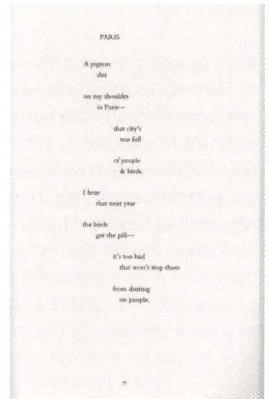 PARIS
A pigeon
shit
on my shoulder
in Paris--
that city's
too full
of people
& birds.
I hear
that next year
the birds
get the pill--
it's too bad
that won't stop them
from shitting
on people.